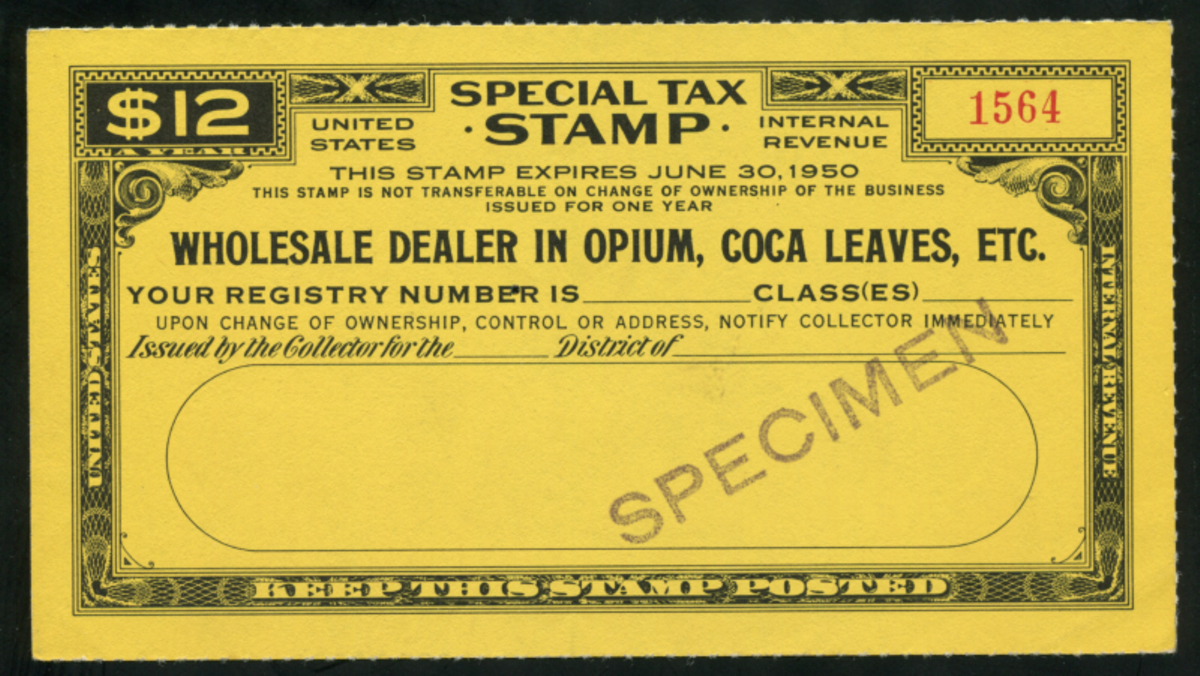 $12
A YEAR
UNITED
STATES
SPECIAL TAX
· STAMP ·
INTERNAL
REVENUE
1564
THIS STAMP EXPIRES JUNE 30, 1950
THIS STAMP IS NOT TRANSFERABLE ON CHANGE OF OWNERSHIP OF THE BUSINESS
ISSUED FOR ONE YEAR
WHOLESALE DEALER IN OPIUM, COCA LEAVES, ETC.
YOUR REGISTRY NUMBER IS CLASS(ES)
UPON CHANGE OF OWNERSHIP, CONTROL OR ADDRESS, NOTIFY COLLECTOR IMMEDIATELY
Issued by the Collector for the District of
SPECIMEN
UNITED STATES
INTERNAL REVENUE
KEEP THIS STAMP POSTED